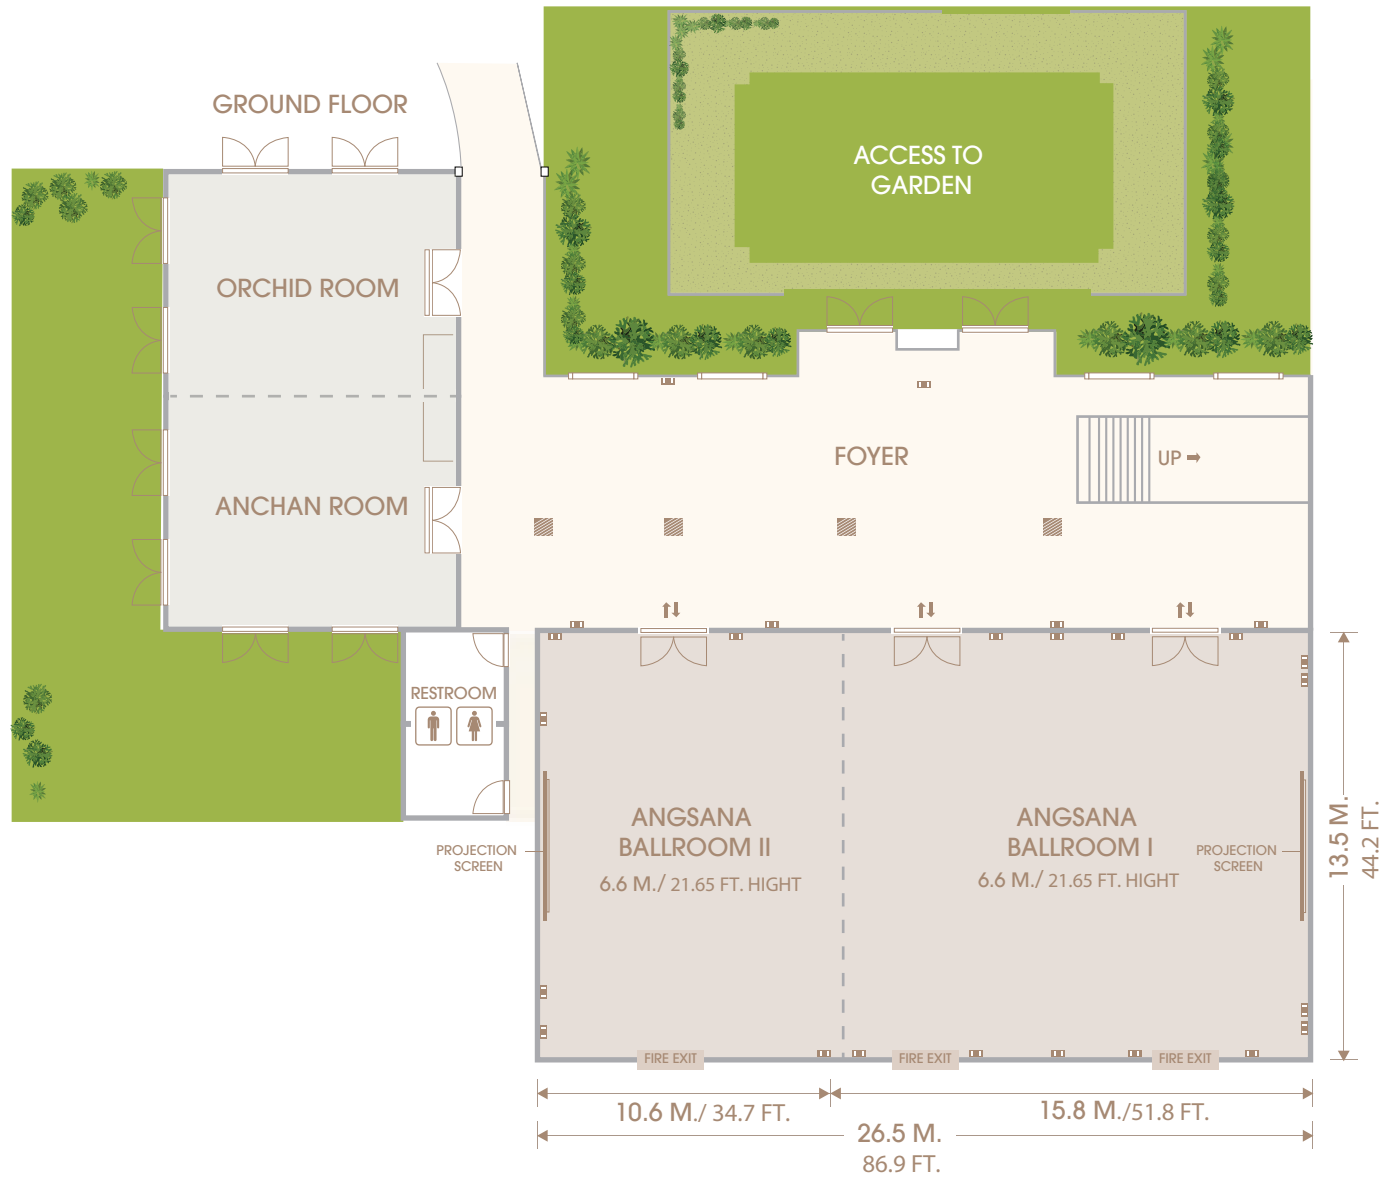 GROUND FLOOR
ACCESS TO
GARDEN
ORCHID ROOM
FOYER
UP
ANCHAN ROOM
RESTROOM
ANGSANA
BALLROOM II
6.6 M./ 21.65 FT. HIGHT
ANGSANA
BALLROOM I
6.6 M./ 21.65 FT. HIGHT
PROJECTION
SCREEN
PROJECTION
SCREEN
13.5 M.
44.2 FT.
FIRE EXIT
FIRE EXIT
FIRE EXIT
10.6 M./ 34.7 FT.
15.8 M./51.8 FT.
26.5 M.
86.9 FT.